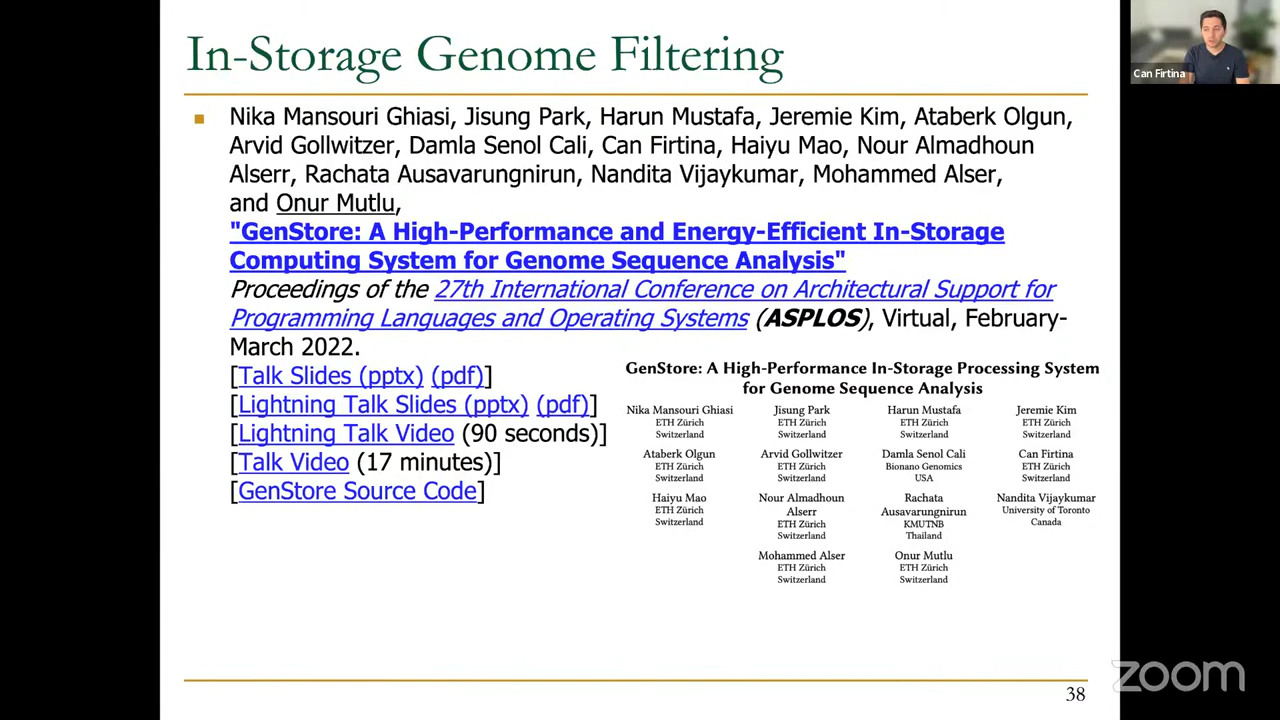 In-Storage Genome Filtering
Can Firtina
Nika Mansouri Ghiasi, Jisung Park, Harun Mustafa, Jeremie Kim, Ataberk Olgun,
Arvid Gollwitzer, Damla Senol Cali, Can Firtina, Haiyu Mao, Nour Almadhoun
Alserr, Rachata Ausavarungnirun, Nandita Vijaykumar, Mohammed Alser,
and Onur Mutlu,
"GenStore: A High-Performance and Energy-Efficient In-Storage
Computing System for Genome Sequence Analysis"
Proceedings of the 27th International Conference on Architectural Support for
Programming Languages and Operating Systems (ASPLOS), Virtual, February-
March 2022.
[Talk Slides (pptx) (pdf)]
[Lightning Talk Slides (pptx) (pdf)]
[Lightning Talk Video (90 seconds)]
[Talk Video (17 minutes)]
[GenStore Source Code]
GenStore: A High-Performance In-Storage Processing System
for Genome Sequence Analysis
Nika Mansouri Ghiasi Jisung Park Harun Mustafa Jeremie Kim
ETH Zürich ETH Zürich ETH Zürich ETH Zürich
Switzerland Switzerland Switzerland Switzerland
Ataberk Olgun Arvid Gollwitzer Damla Senol Cali Can Firtina
ETH Zürich ETH Zürich Bionano Genomics ETH Zürich
Switzerland Switzerland USA Switzerland
Haiyu Mao Nour Almadhoun Rachata Nandita Vijaykumar
ETH Zürich Alserr Ausavarungnirun University of Toronto
Switzerland ETH Zürich KMUTNB Canada
Switzerland Thailand
Mohammed Alser Onur Mutlu
ETH Zürich ETH Zürich
Switzerland Switzerland
38
zoom